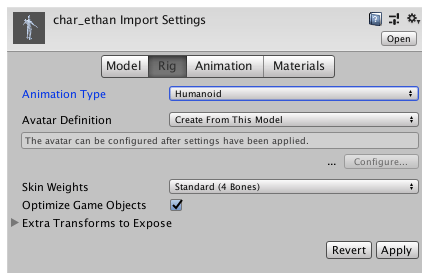 char_ethan Import Settings
Open
Model Rig Animation Materials
Animation Type Humanoid
Avatar Definition Create From This Model
The avatar can be configured after settings have been applied.
... Configure...
Skin Weights Standard (4 Bones)
Optimize Game Objects
Extra Transforms to Expose
Revert Apply